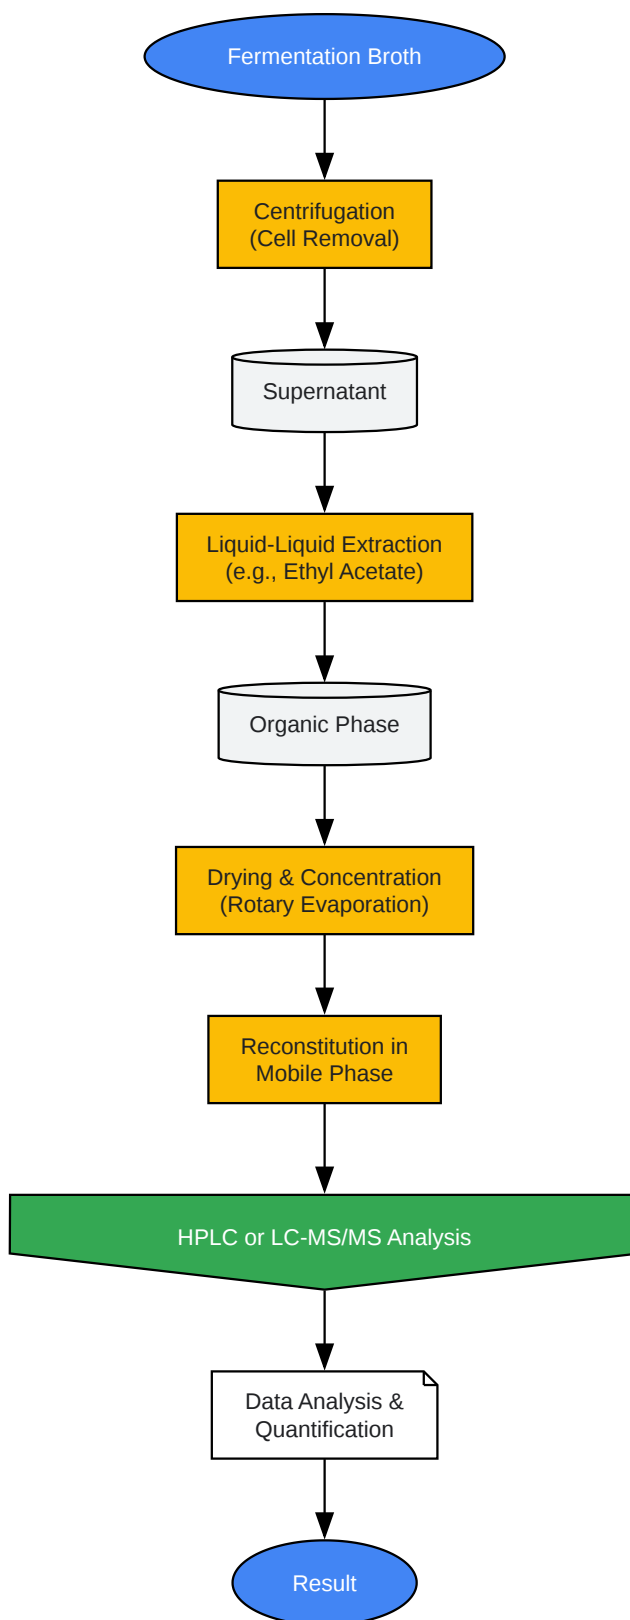 Fermentation Broth
Centrifugation
(Cell Removal)
Supernatant
Liquid-Liquid Extraction
(e.g., Ethyl Acetate)
Organic Phase
Drying & Concentration
(Rotary Evaporation)
Reconstitution in
Mobile Phase
HPLC or LC-MS/MS Analysis
Data Analysis &
Quantification
Result